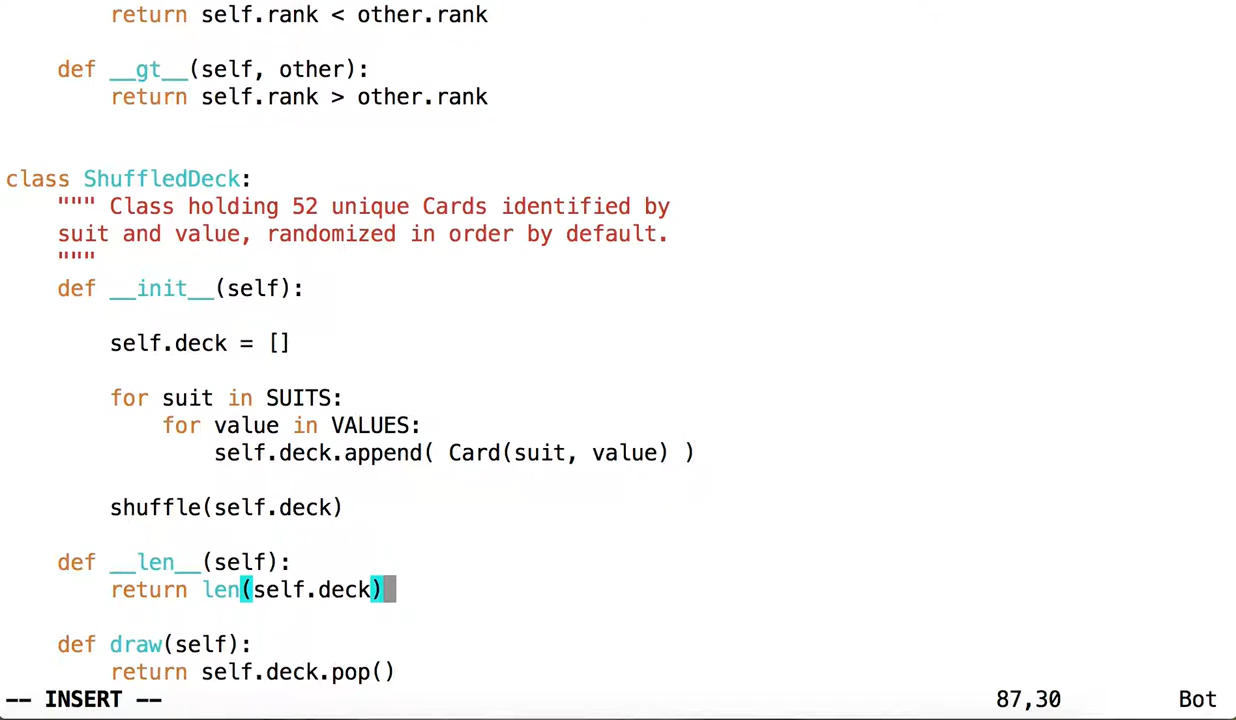 return self.rank < other.rank

    def __gt__(self, other):
        return self.rank > other.rank


class ShuffledDeck:
    """ Class holding 52 unique Cards identified by
    suit and value, randomized in order by default.
    """
    def __init__(self):

        self.deck = []

        for suit in SUITS:
            for value in VALUES:
                self.deck.append( Card(suit, value) )

        shuffle(self.deck)

    def __len__(self):
        return len(self.deck)

    def draw(self):
        return self.deck.pop()
-- INSERT -- 87,30 Bot